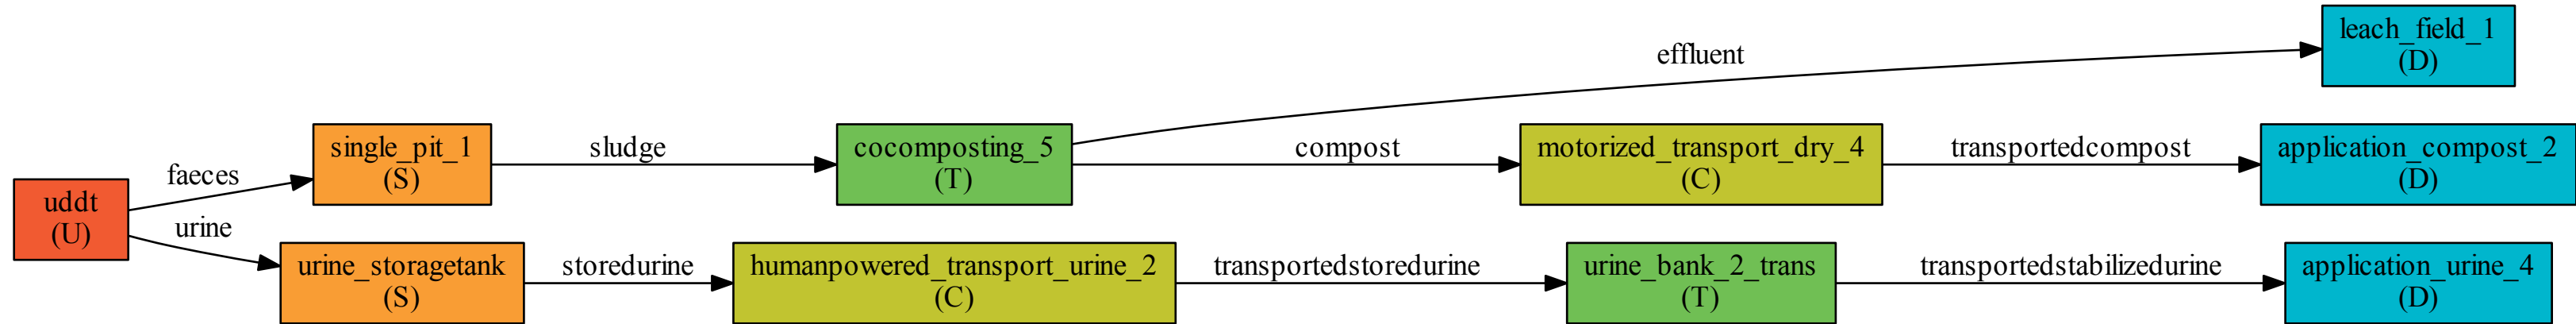 leach_field_1
(D)
effluent
uddt
(U)
faeces
urine
single_pit_1
(S)
sludge
cocomposting_5
(T)
compost
motorized_transport_dry_4
(C)
transportedcompost
application_compost_2
(D)
urine_storagetank
(S)
storedurine
humanpowered_transport_urine_2
(C)
transportedstoredurine
urine_bank_2_trans
(T)
transportedstabilizedurine
application_urine_4
(D)